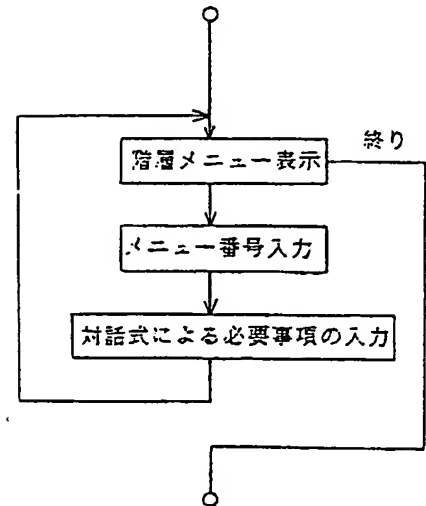 終り
階層メニュー表示
メニュー番号入力
対話式による必要事項の入力